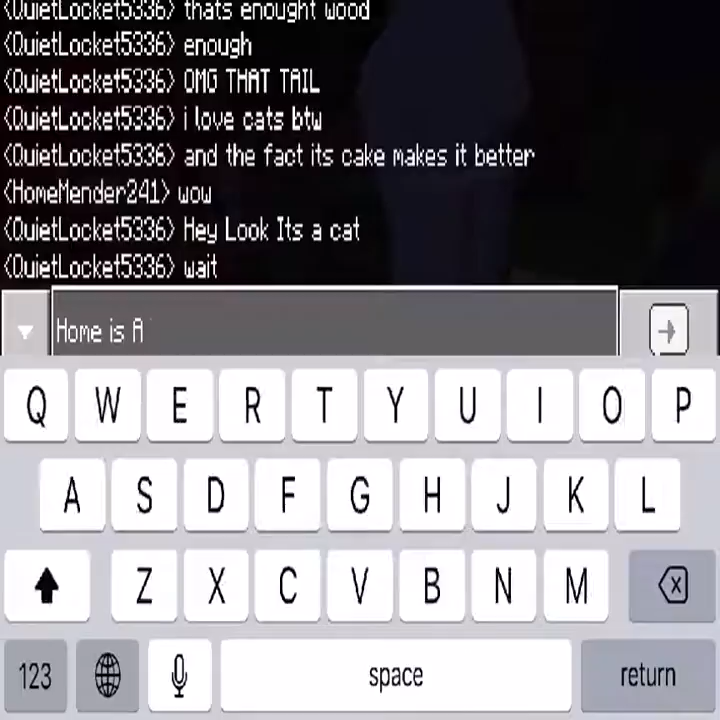 <QuietLocket5336> thats enought wood
<QuietLocket5336> enough
<QuietLocket5336> OMG THAT TAIL
<QuietLocket5336> i love cats btw
<QuietLocket5336> and the fact its cake makes it better
<HomeMender241> wow
<QuietLocket5336> Hey Look Its a cat
<QuietLocket5336> wait
Home is A
Q W E R T Y U I O P
A S D F G H J K L
Z X C V B N M
123 space return